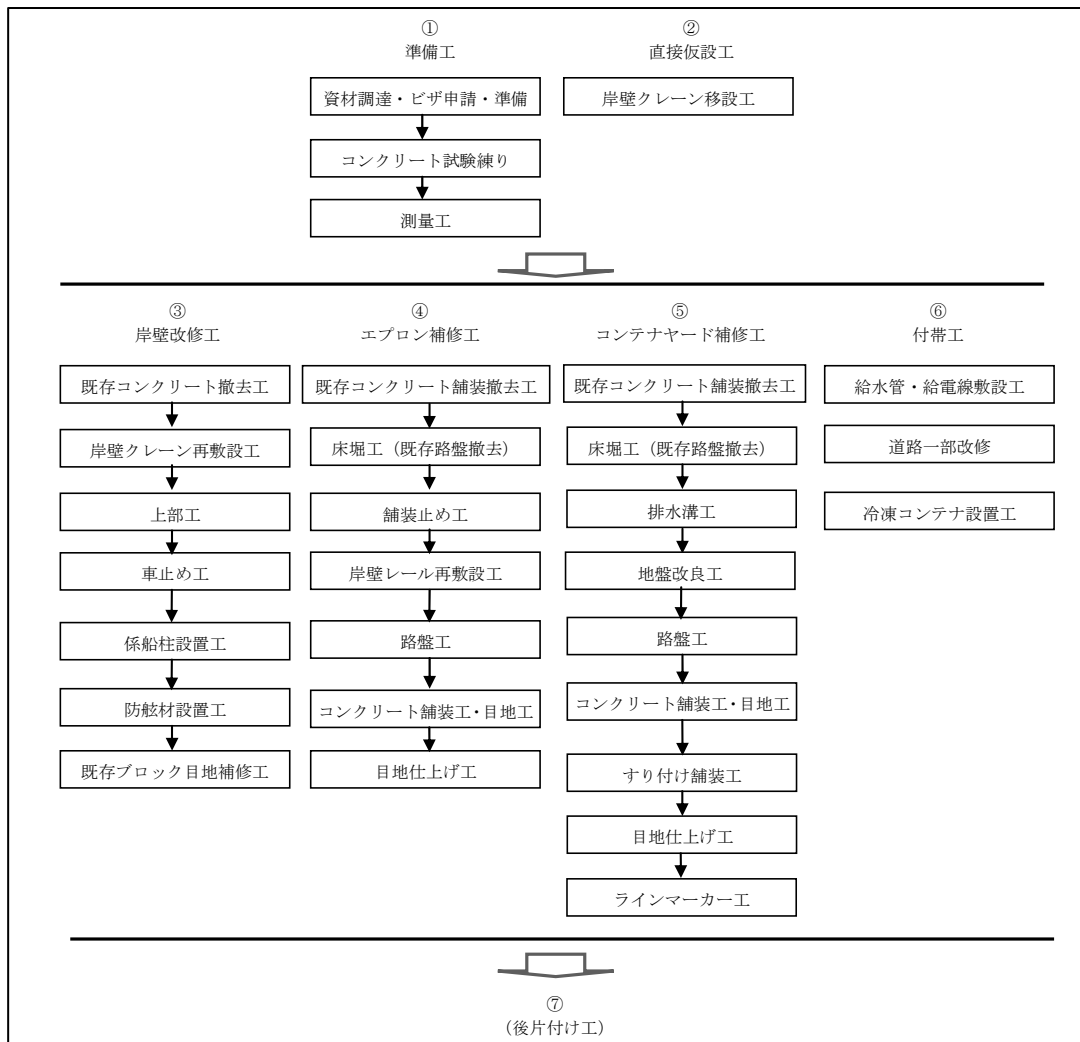 ①
準備工
資材調達・ビザ申請・準備
コンクリート試験練り
測量工
②
直接仮設工
岸壁クレーン移設工
③
岸壁改修工
既存コンクリート撤去工
岸壁クレーン再敷設工
上部工
車止め工
係船柱設置工
防舷材設置工
既存ブロック目地補修工
④
エプロン補修工
既存コンクリート舗装撤去工
床堀工（既存路盤撤去）
舗装止め工
岸壁レール再敷設工
路盤工
コンクリート舗装工・目地工
目地仕上げ工
⑤
コンテナヤード補修工
既存コンクリート舗装撤去工
床堀工（既存路盤撤去）
排水溝工
地盤改良工
路盤工
コンクリート舗装工・目地工
すり付け舗装工
目地仕上げ工
ラインマーカー工
⑥
付帯工
給水管・給電線敷設工
道路一部改修
冷凍コンテナ設置工
⑦
（後片付け工）